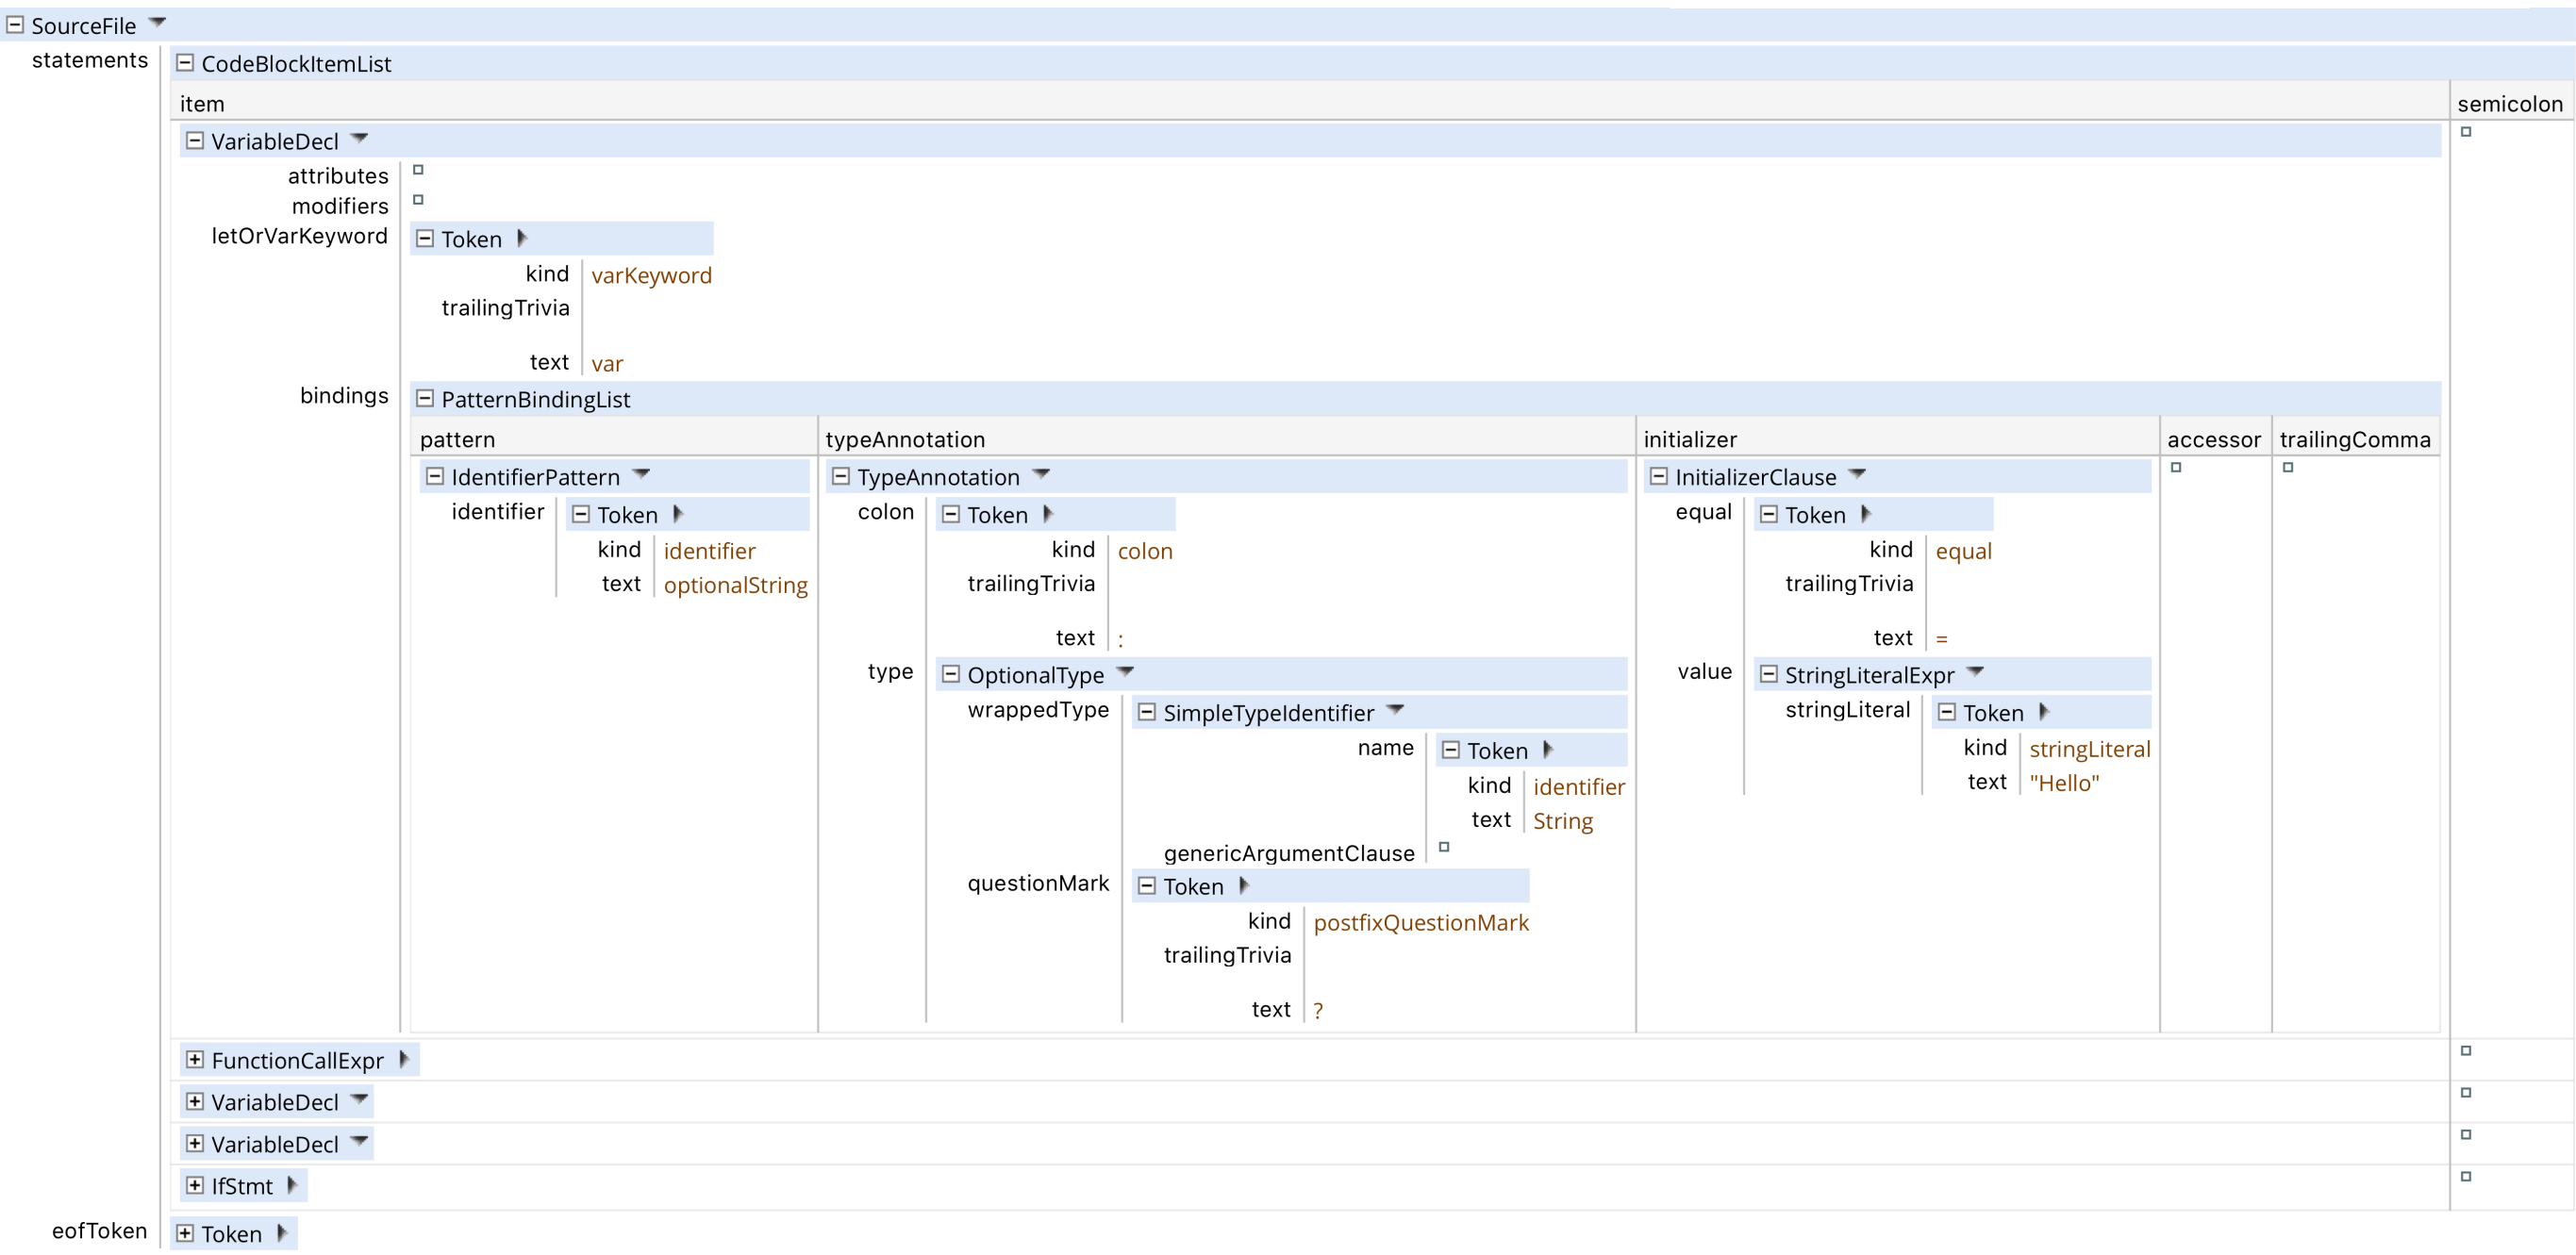 SourceFile
statements
CodeBlockItemList
item
semicolon
VariableDecl
attributes
modifiers
letOrVarKeyword
Token
kind
varKeyword
trailingTrivia
text
var
bindings
PatternBindingList
pattern
typeAnnotation
initializer
accessor
trailingComma
IdentifierPattern
identifier
Token
kind
identifier
text
optionalString
TypeAnnotation
colon
Token
kind
colon
trailingTrivia
text
:
type
OptionalType
wrappedType
SimpleTypeIdentifier
name
Token
kind
identifier
text
String
genericArgumentClause
questionMark
Token
kind
postfixQuestionMark
trailingTrivia
text
?
InitializerClause
equal
Token
kind
equal
trailingTrivia
text
=
value
StringLiteralExpr
stringLiteral
Token
kind
stringLiteral
text
"Hello"
FunctionCallExpr
VariableDecl
VariableDecl
IfStmt
eofToken
Token